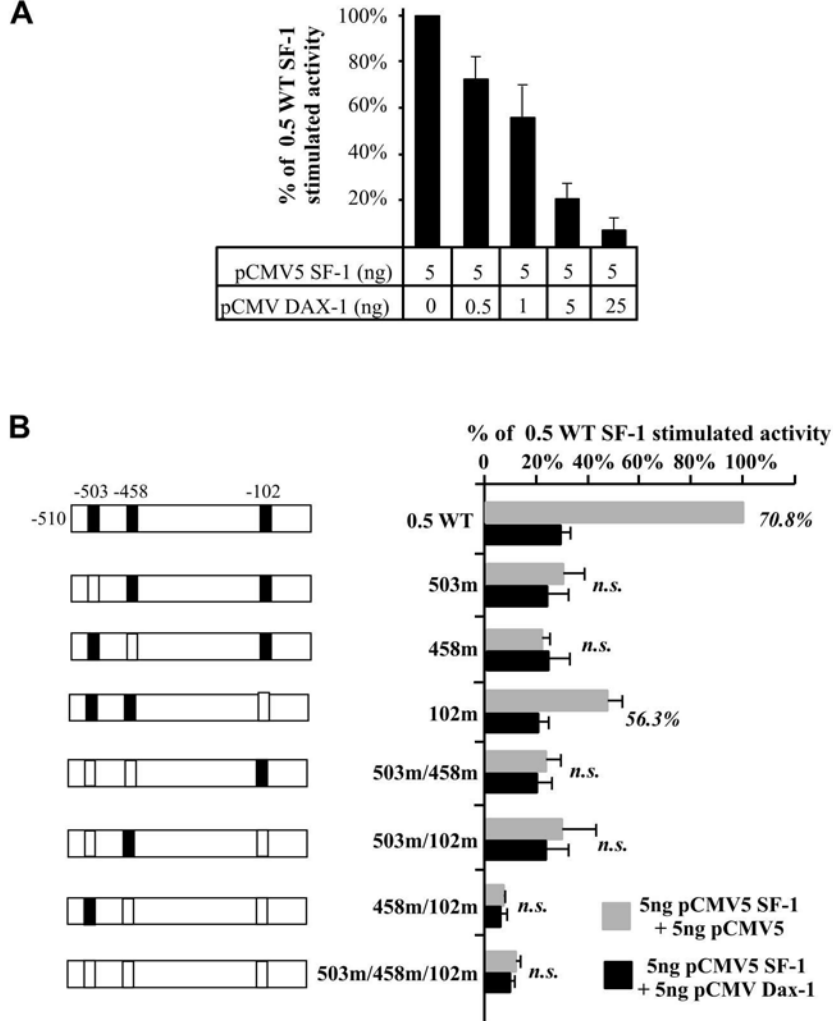 A
% of 0.5 WT SF-1
stimulated activity
100%
80%
60%
40%
20%
pCMV5 SF-1 (ng) 5 5 5 5 5
pCMV DAX-1 (ng) 0 0.5 1 5 25
B
% of 0.5 WT SF-1 stimulated activity
0 20% 40% 60% 80% 100%
-503 -458 -102
-510
0.5 WT 70.8%
503m n.s.
458m n.s.
102m 56.3%
503m/458m n.s.
503m/102m n.s.
458m/102m n.s.
503m/458m/102m n.s.
5ng pCMV5 SF-1
+ 5ng pCMV5
5ng pCMV5 SF-1
+ 5ng pCMV Dax-1